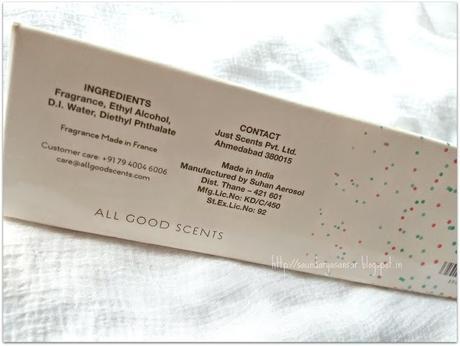 INGREDIENTS
Fragrance, Ethyl Alcohol,
D.I. Water, Diethyl Phthalate
Fragrance Made in France
Customer care: +91 79 4004 6006
care@allgoodscents.com
ALL GOOD SCENTS
CONTACT
Just Scents Pvt. Ltd.
Ahmedabad 380015
Made in India
Manufactured by Suhan Aerosol
Dist. Thane – 421 601
Mfg.Lic.No: KD/C/450
St.Ex.Lic.No: 92
http://soundaryasansar.blogspot.in